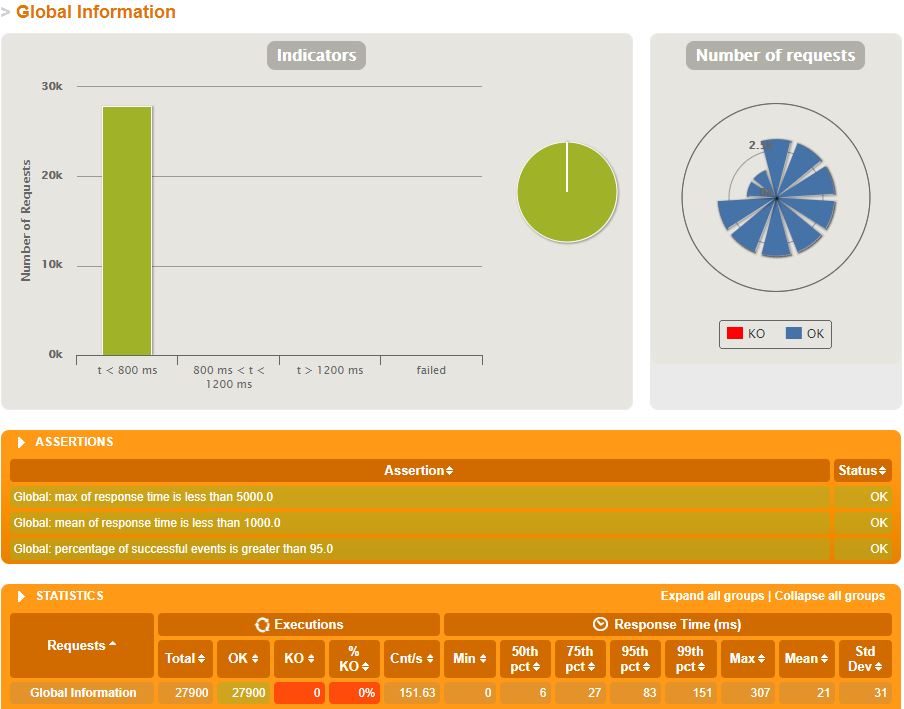 > Global Information
Indicators
30k
20k
10k
0k
Number of Requests
t < 800 ms
800 ms < t <
1200 ms
t > 1200 ms
failed
Number of requests
KO
OK
ASSERTIONS
Assertion
Status
Global: max of response time is less than 5000.0
OK
Global: mean of response time is less than 1000.0
OK
Global: percentage of successful events is greater than 95.0
OK
STATISTICS
Expand all groups | Collapse all groups
Requests
Executions
Response Time (ms)
Total
OK
KO
%
KO
Cnt/s
Min
50th
pct
75th
pct
95th
pct
99th
pct
Max
Mean
Std
Dev
Global Information 27900 27900 0 0% 151.63 0 6 27 83 151 307 21 31